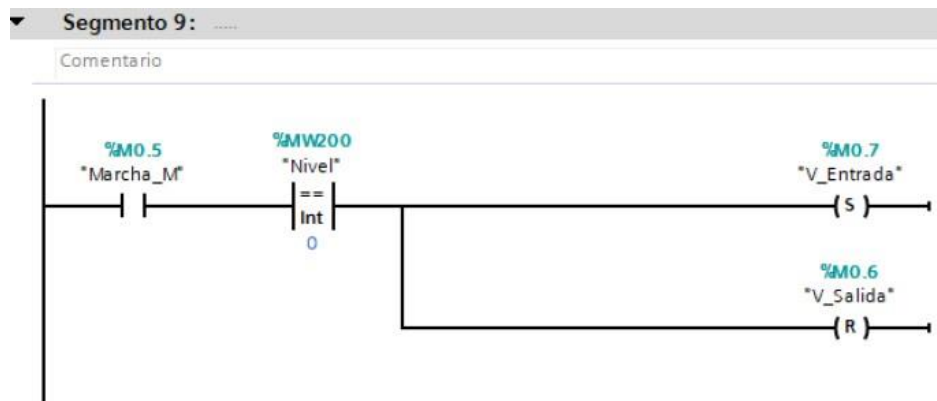 Segmento 9: .....
Comentario
%M0.5
"Marcha_M"
%MW200
"Nivel"
==
Int
0
%M0.7
"V_Entrada"
S
%M0.6
"V_Salida"
R